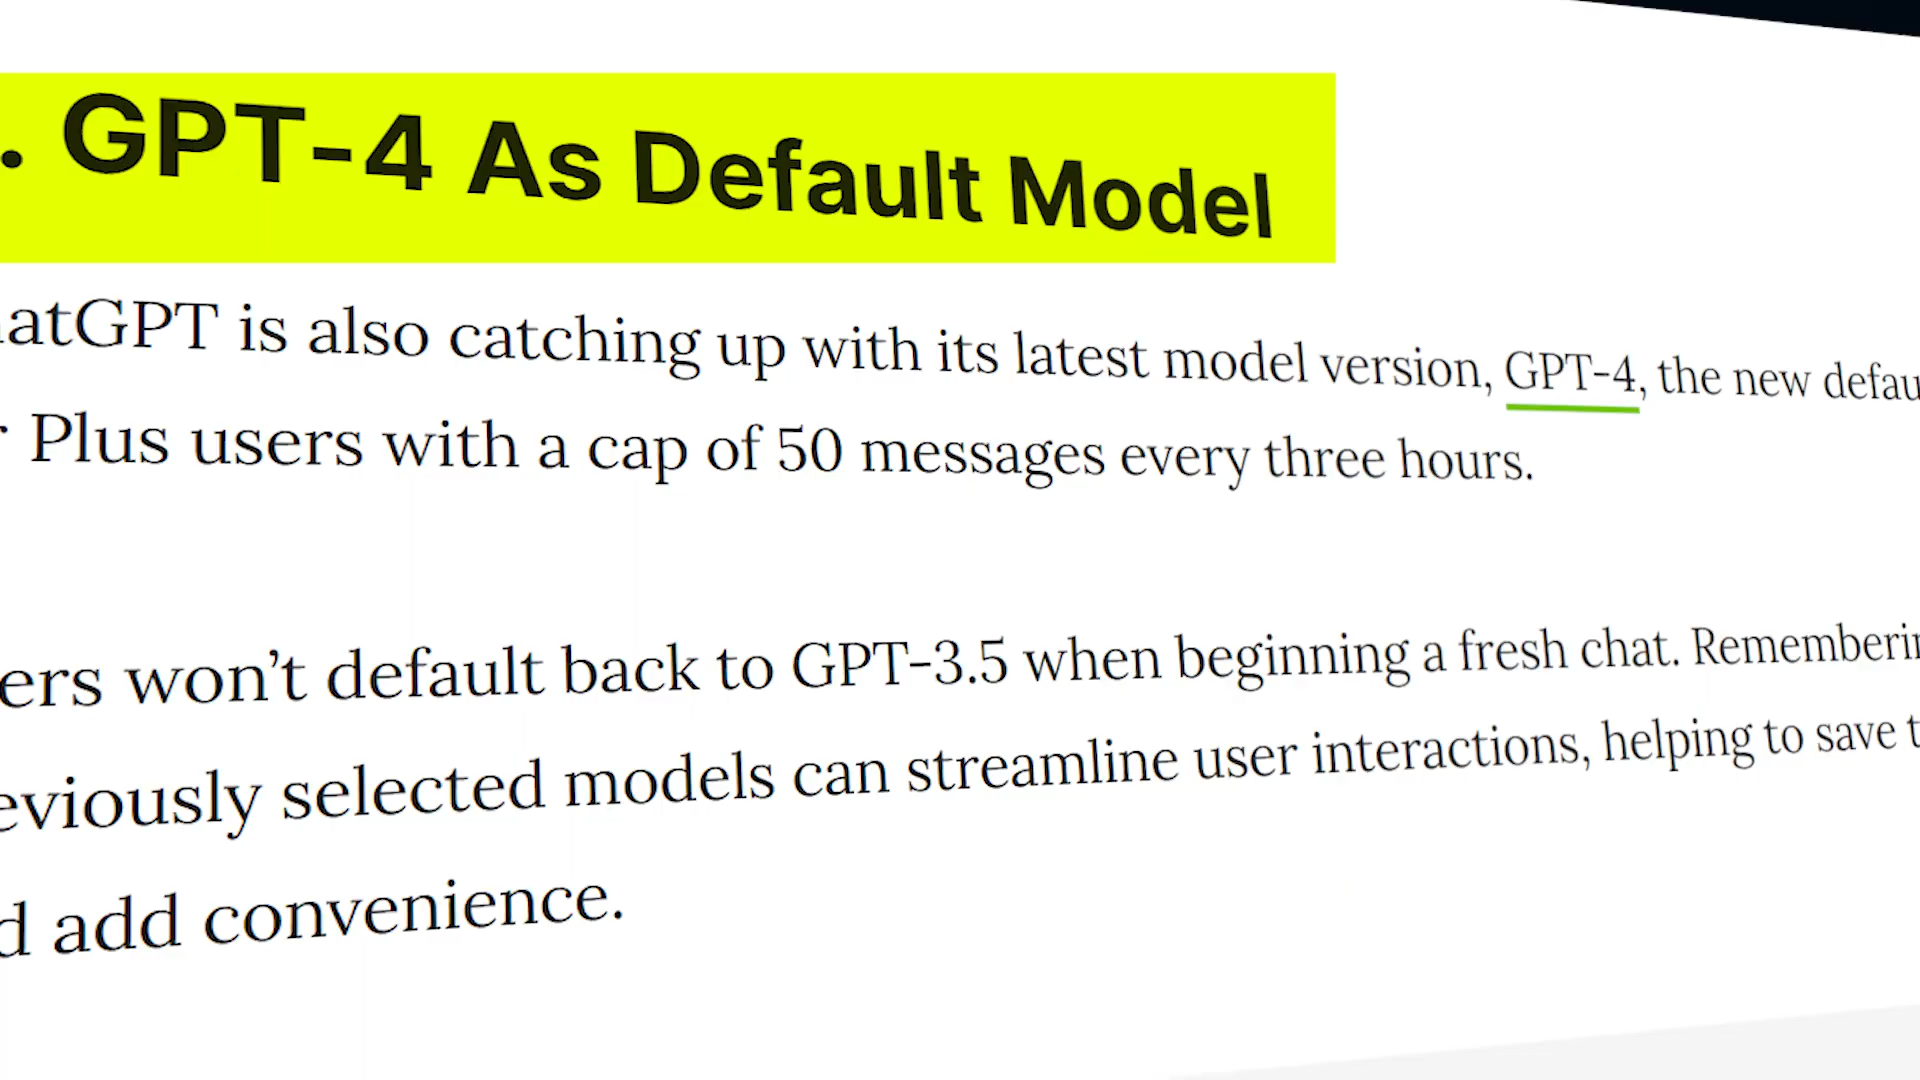 . GPT-4 As Default Model
atGPT is also catching up with its latest model version, GPT-4, the new defau
r Plus users with a cap of 50 messages every three hours.
ers won’t default back to GPT-3.5 when beginning a fresh chat. Rememberin
eviously selected models can streamline user interactions, helping to save t
d add convenience.